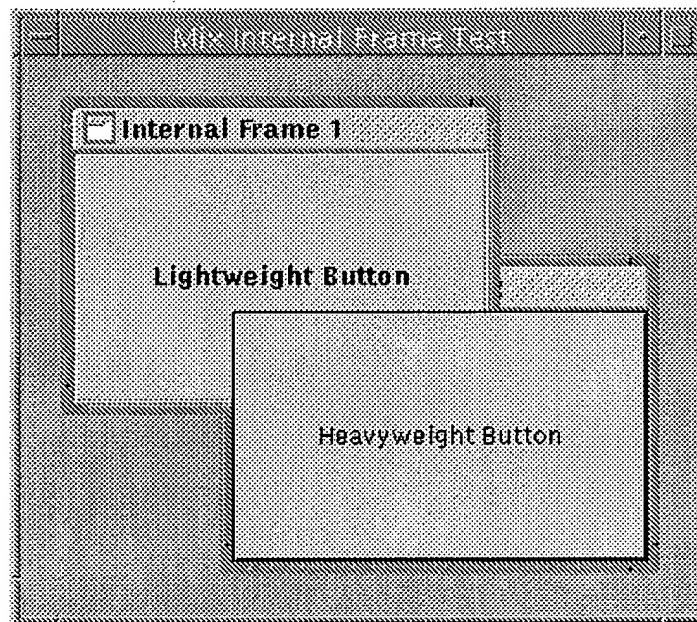 Mix Internal Frame Test
Internal Frame 1
Lightweight Button
Heavyweight Button